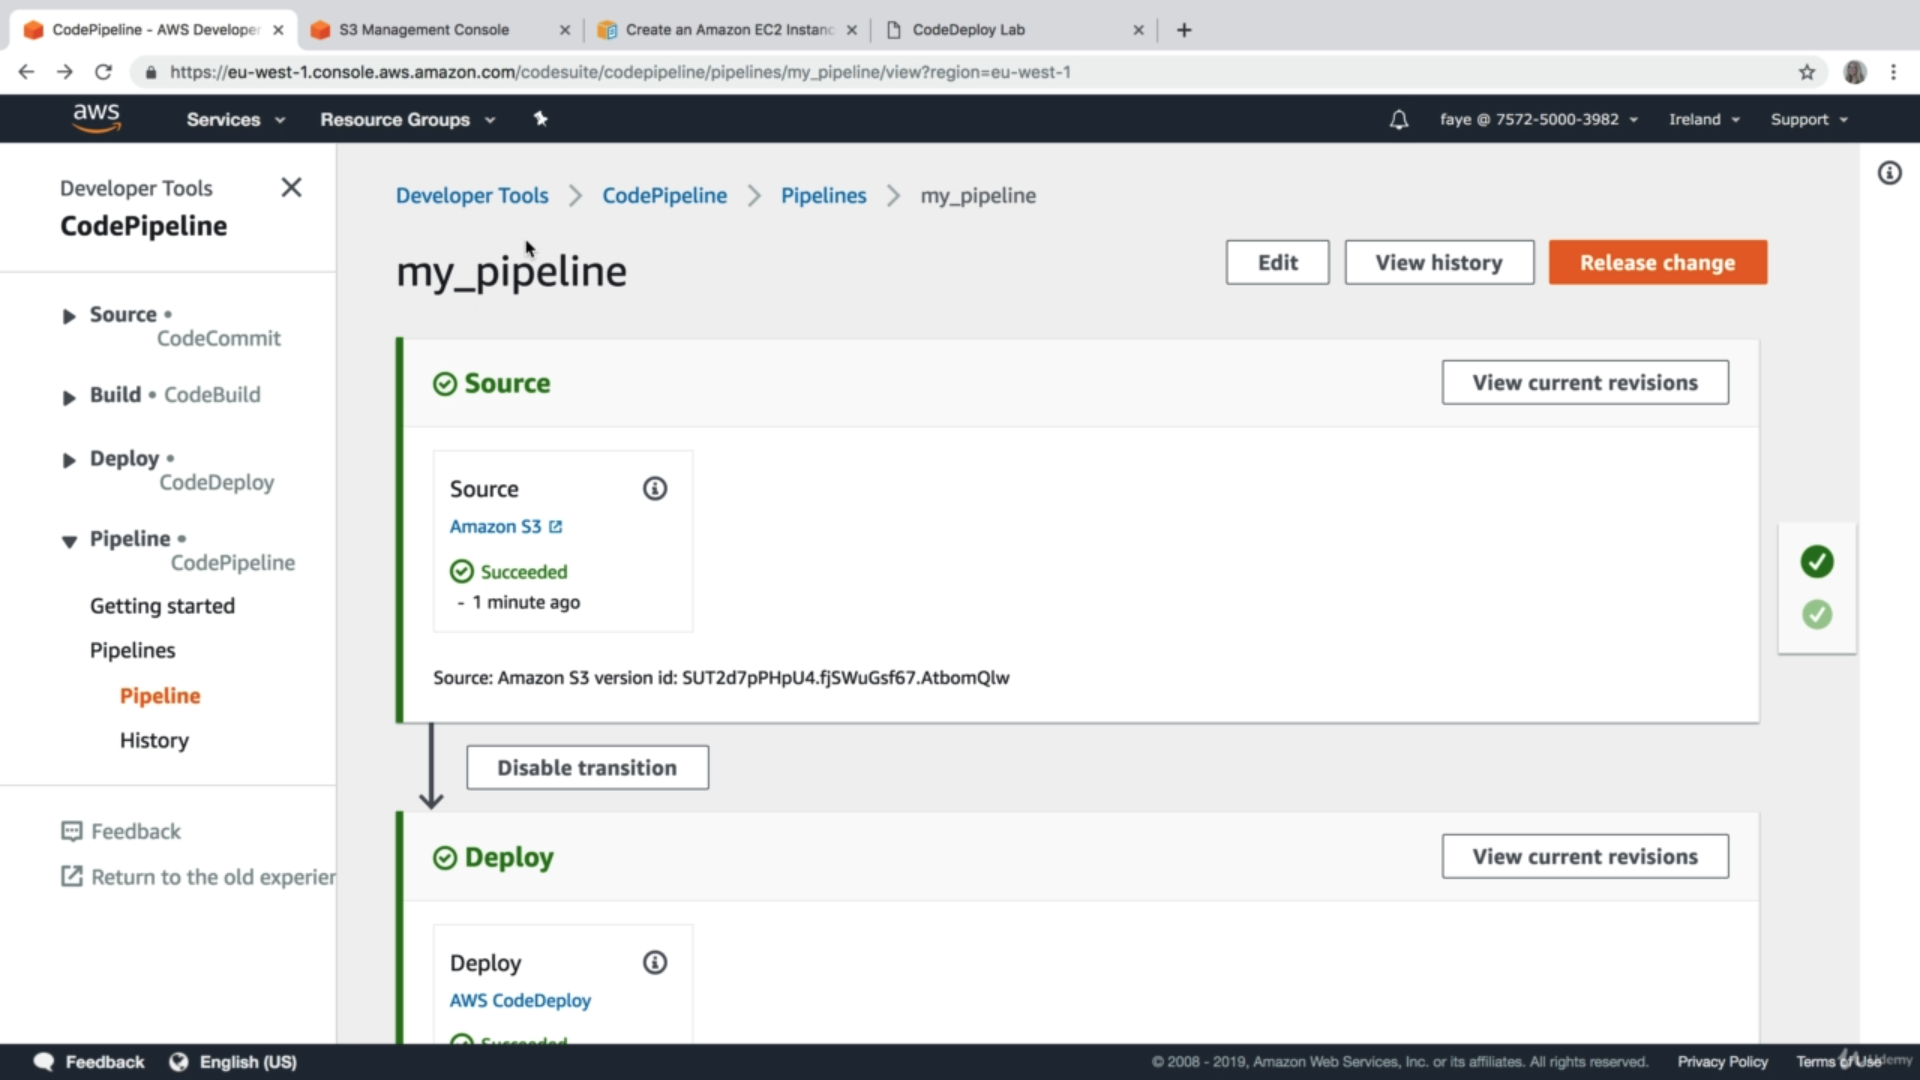 CodePipeline - AWS Developer
S3 Management Console
Create an Amazon EC2 Instanc
CodeDeploy Lab
https://eu-west-1.console.aws.amazon.com/codesuite/codepipeline/pipelines/my_pipeline/view?region=eu-west-1
aws
Services
Resource Groups
faye @ 7572-5000-3982
Ireland
Support
Developer Tools
CodePipeline
Source •
CodeCommit
Build • CodeBuild
Deploy •
CodeDeploy
Pipeline •
CodePipeline
Getting started
Pipelines
Pipeline
History
Feedback
Return to the old experier
Developer Tools > CodePipeline > Pipelines > my_pipeline
my_pipeline
Edit
View history
Release change
Source
View current revisions
Source
Amazon S3
Succeeded
- 1 minute ago
Source: Amazon S3 version id: SUT2d7pPHpU4.fjSWuGsf67.AtbomQlw
Disable transition
Deploy
View current revisions
Deploy
AWS CodeDeploy
Succeeded
Feedback
English (US)
© 2008 - 2019, Amazon Web Services, Inc. or its affiliates. All rights reserved.
Privacy Policy
Terms of Use
Udemy